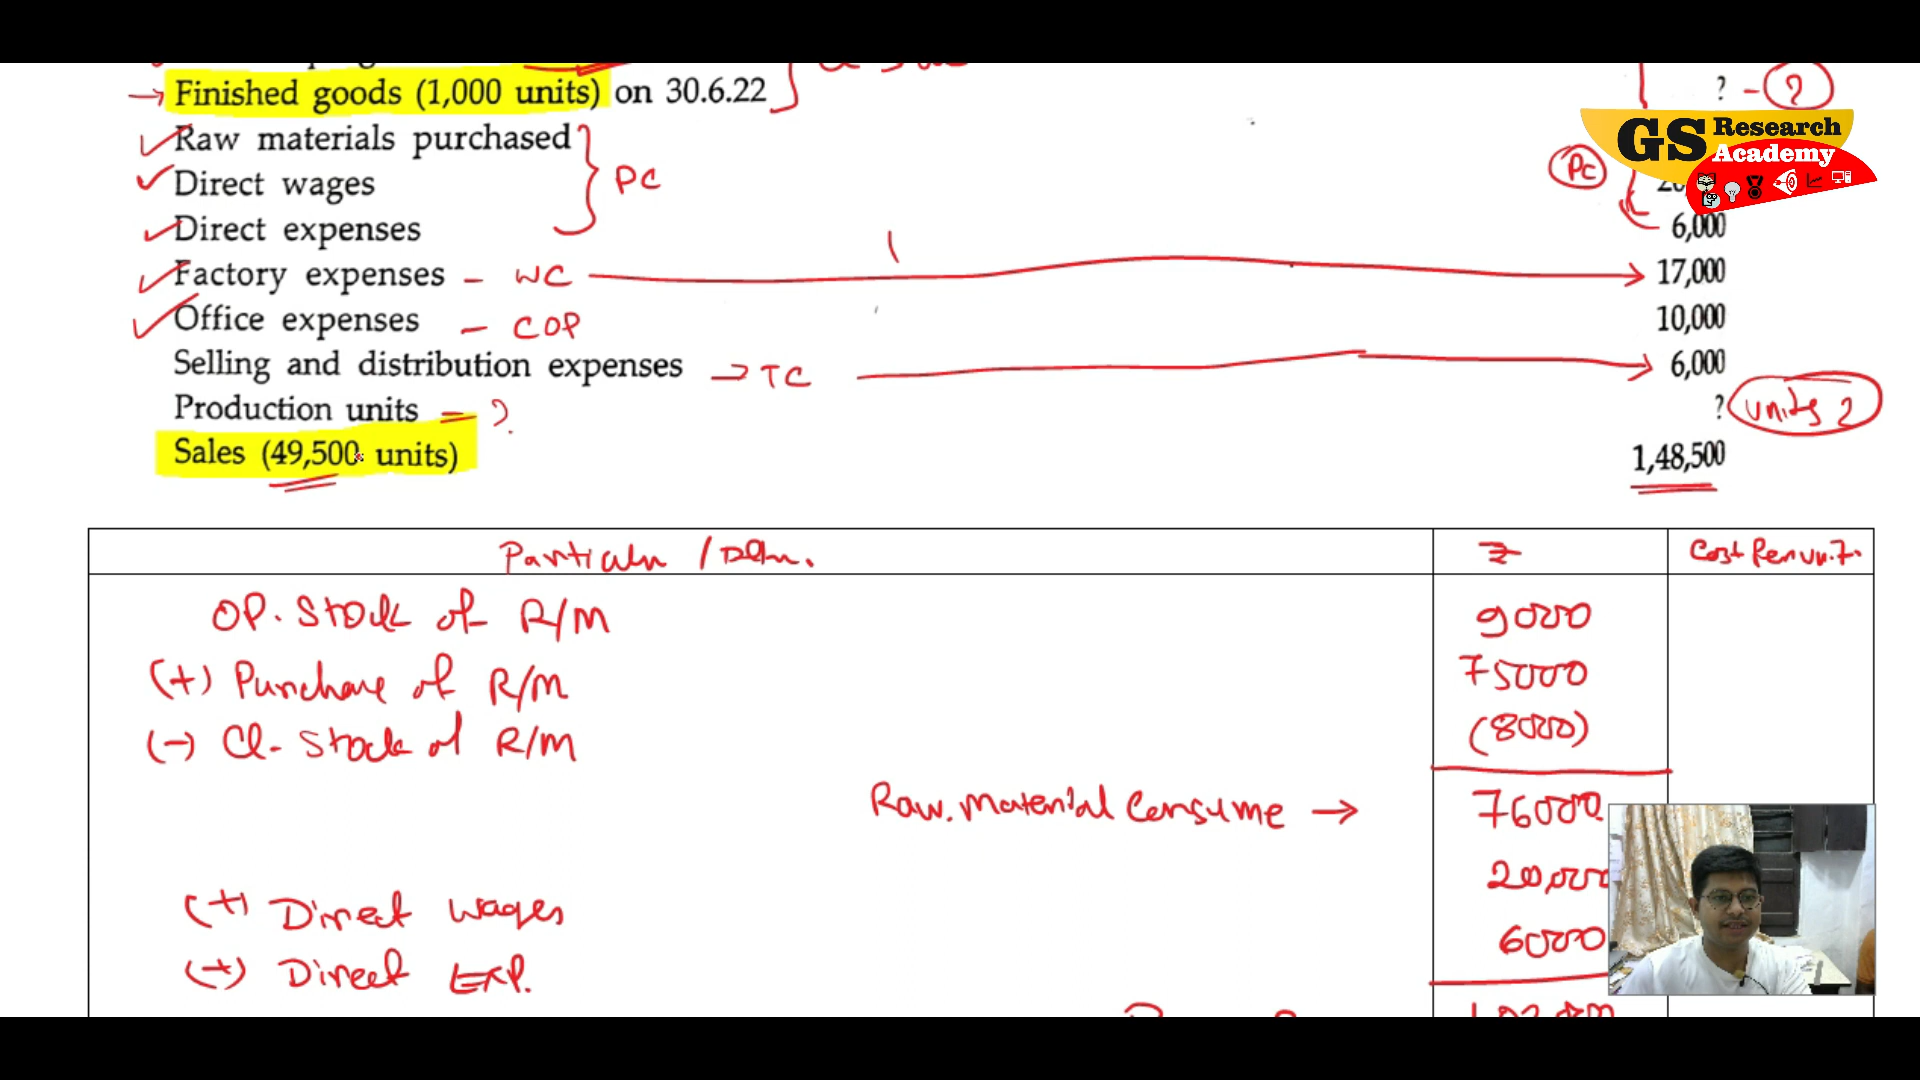 Finished goods (1,000 units) on 30.6.22
? - ?
GS Research Academy
Raw materials purchased
Direct wages } PC
PC
Direct expenses 6,000
Factory expenses - WC 17,000
Office expenses - COP 10,000
Selling and distribution expenses → TC 6,000
Production units = ? ? units ?
Sales (49,500 units) 1,48,500
₹ Cost Per unit.
OP. Stock of R/M 9000
(+) Purchase of R/M 75000
(-) Cl. Stock of R/M (8000)
Raw. Material Consume → 76000
(+) Direct wages 20,000
(+) Direct Exp. 6000